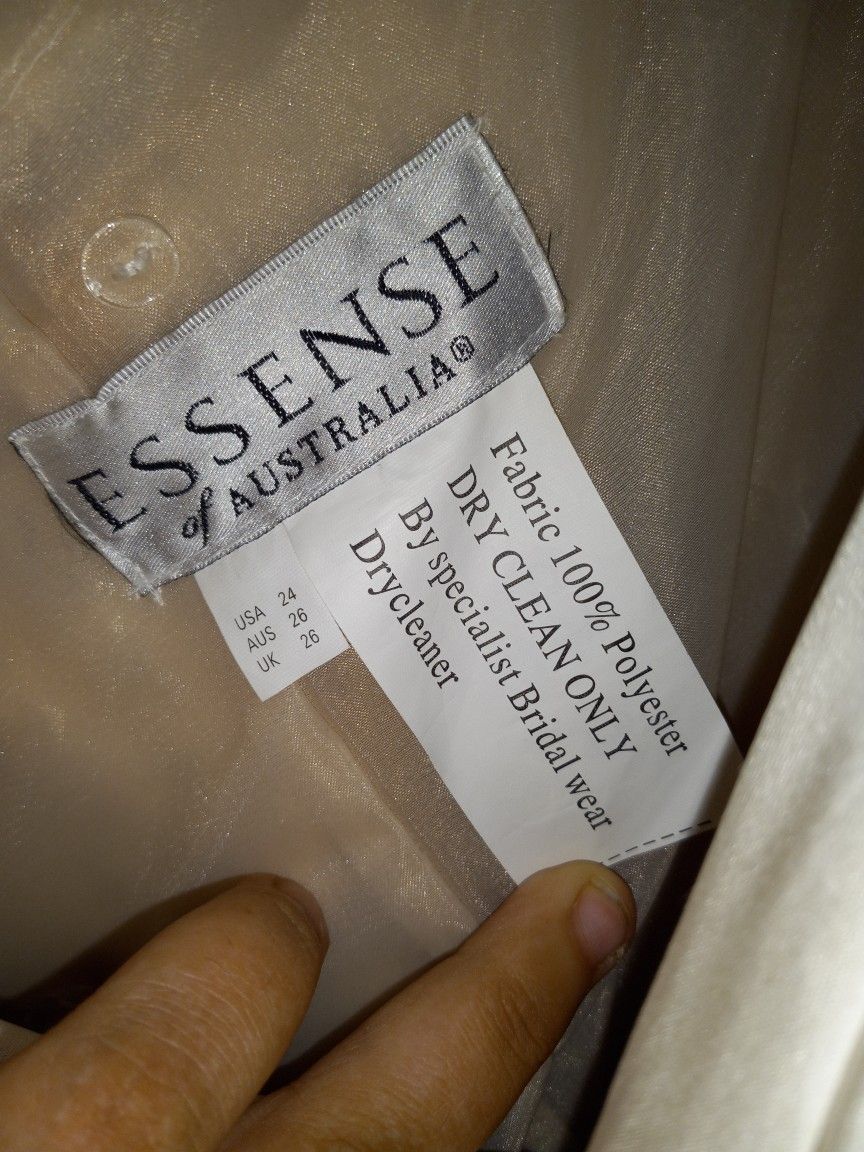 ESSENSE
of AUSTRALIA®
USA 24
AUS 26
UK 26
Fabric 100% Polyester
DRY CLEAN ONLY
By specialist Bridal wear
Drycleaner